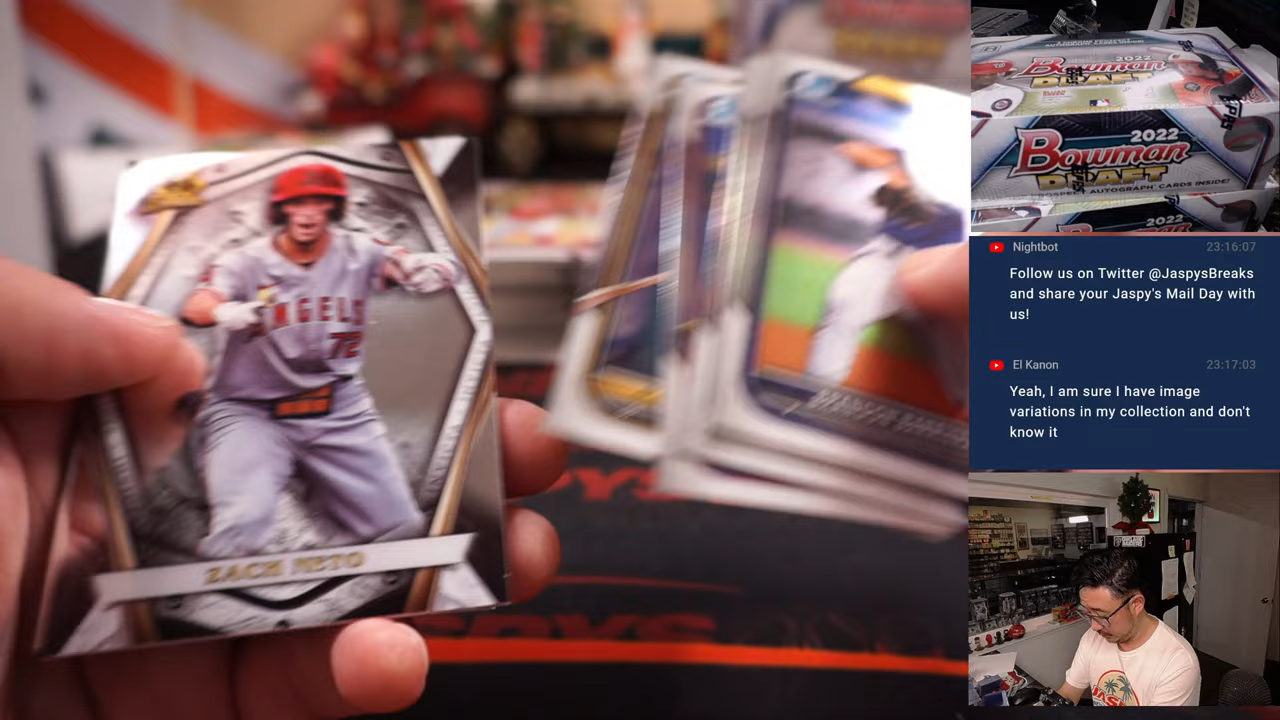 ANGELS
72
ZACH NETO
2022
Bowman
DRAFT
2022
Bowman
DRAFT
PROSPECT AUTOGRAPH CARDS INSIDE!
2022
Bowman
Nightbot 23:16:07
Follow us on Twitter @JaspysBreaks
and share your Jaspy's Mail Day with
us!
El Kanon 23:17:03
Yeah, I am sure I have image
variations in my collection and don't
know it